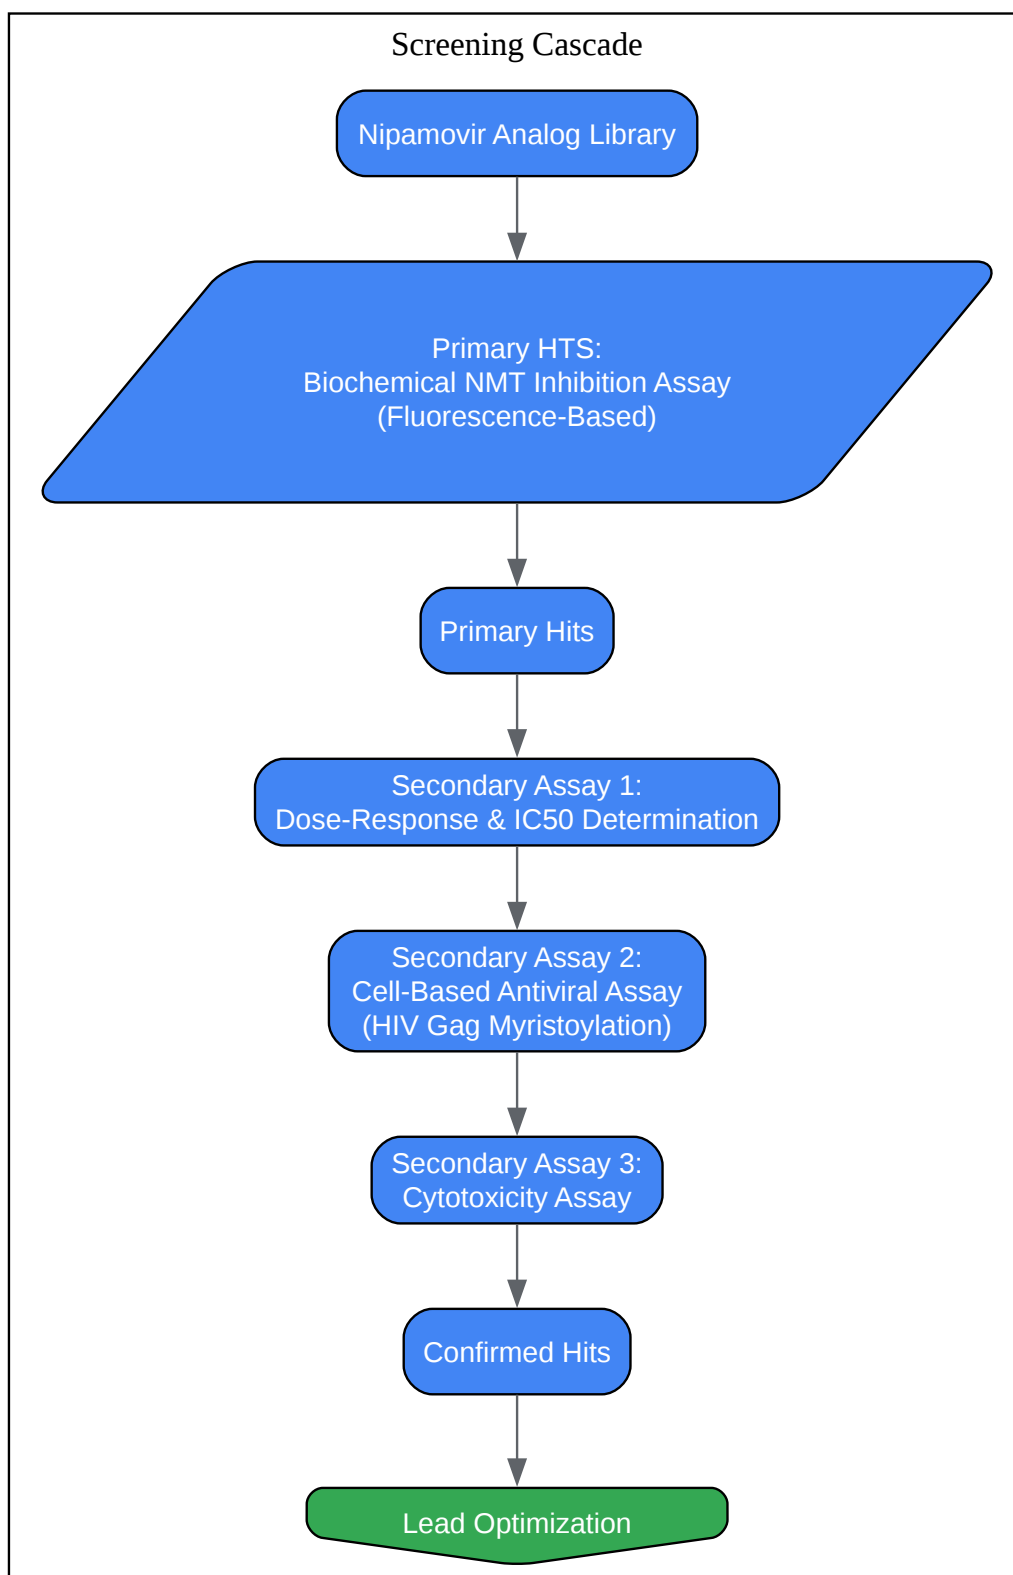 Screening Cascade
Nipamovir Analog Library
Primary HTS:
Biochemical NMT Inhibition Assay
(Fluorescence-Based)
Primary Hits
Secondary Assay 1:
Dose-Response & IC50 Determination
Secondary Assay 2:
Cell-Based Antiviral Assay
(HIV Gag Myristoylation)
Secondary Assay 3:
Cytotoxicity Assay
Confirmed Hits
Lead Optimization